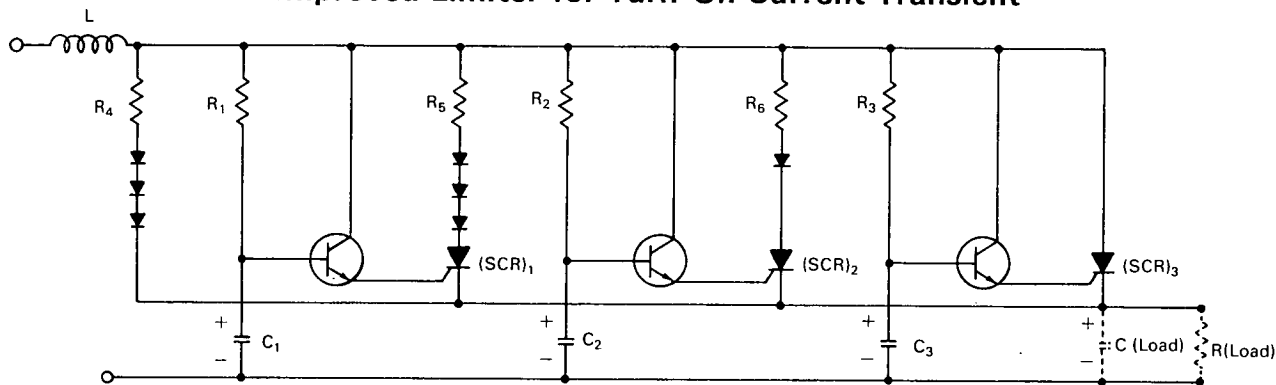 Improved Limiter for Turn-On Current Transient
L
R4
R1
R5
R2
R6
R3
(SCR)1
(SCR)2
(SCR)3
+
-
C1
+
-
C2
+
-
C3
+
-
C (Load)
R(Load)